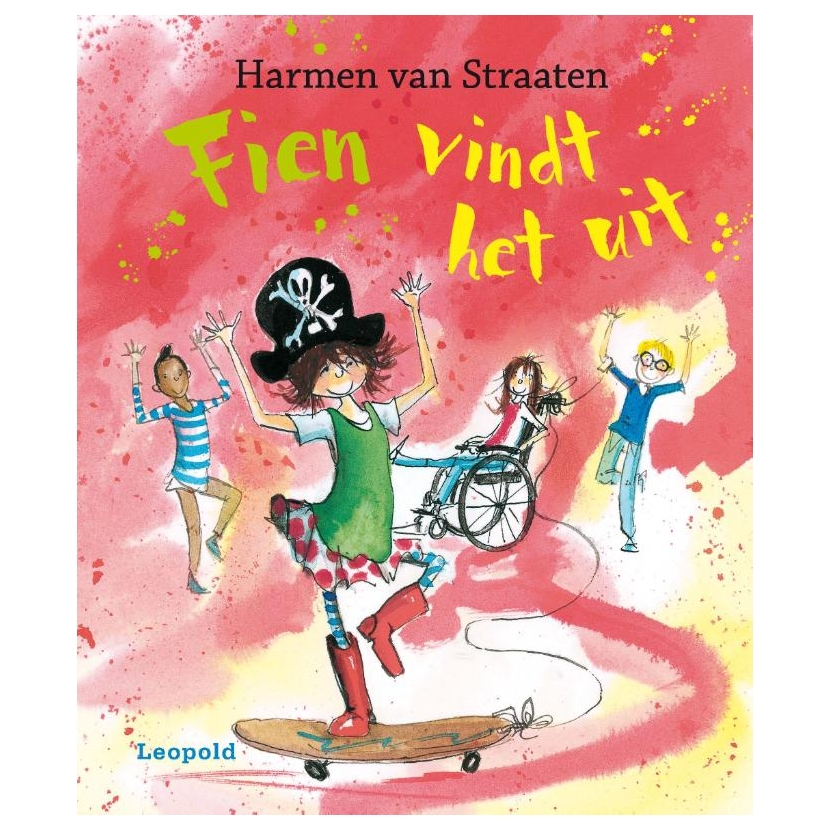 Harmen van Straaten
Fien vindt
het uit
Leopold